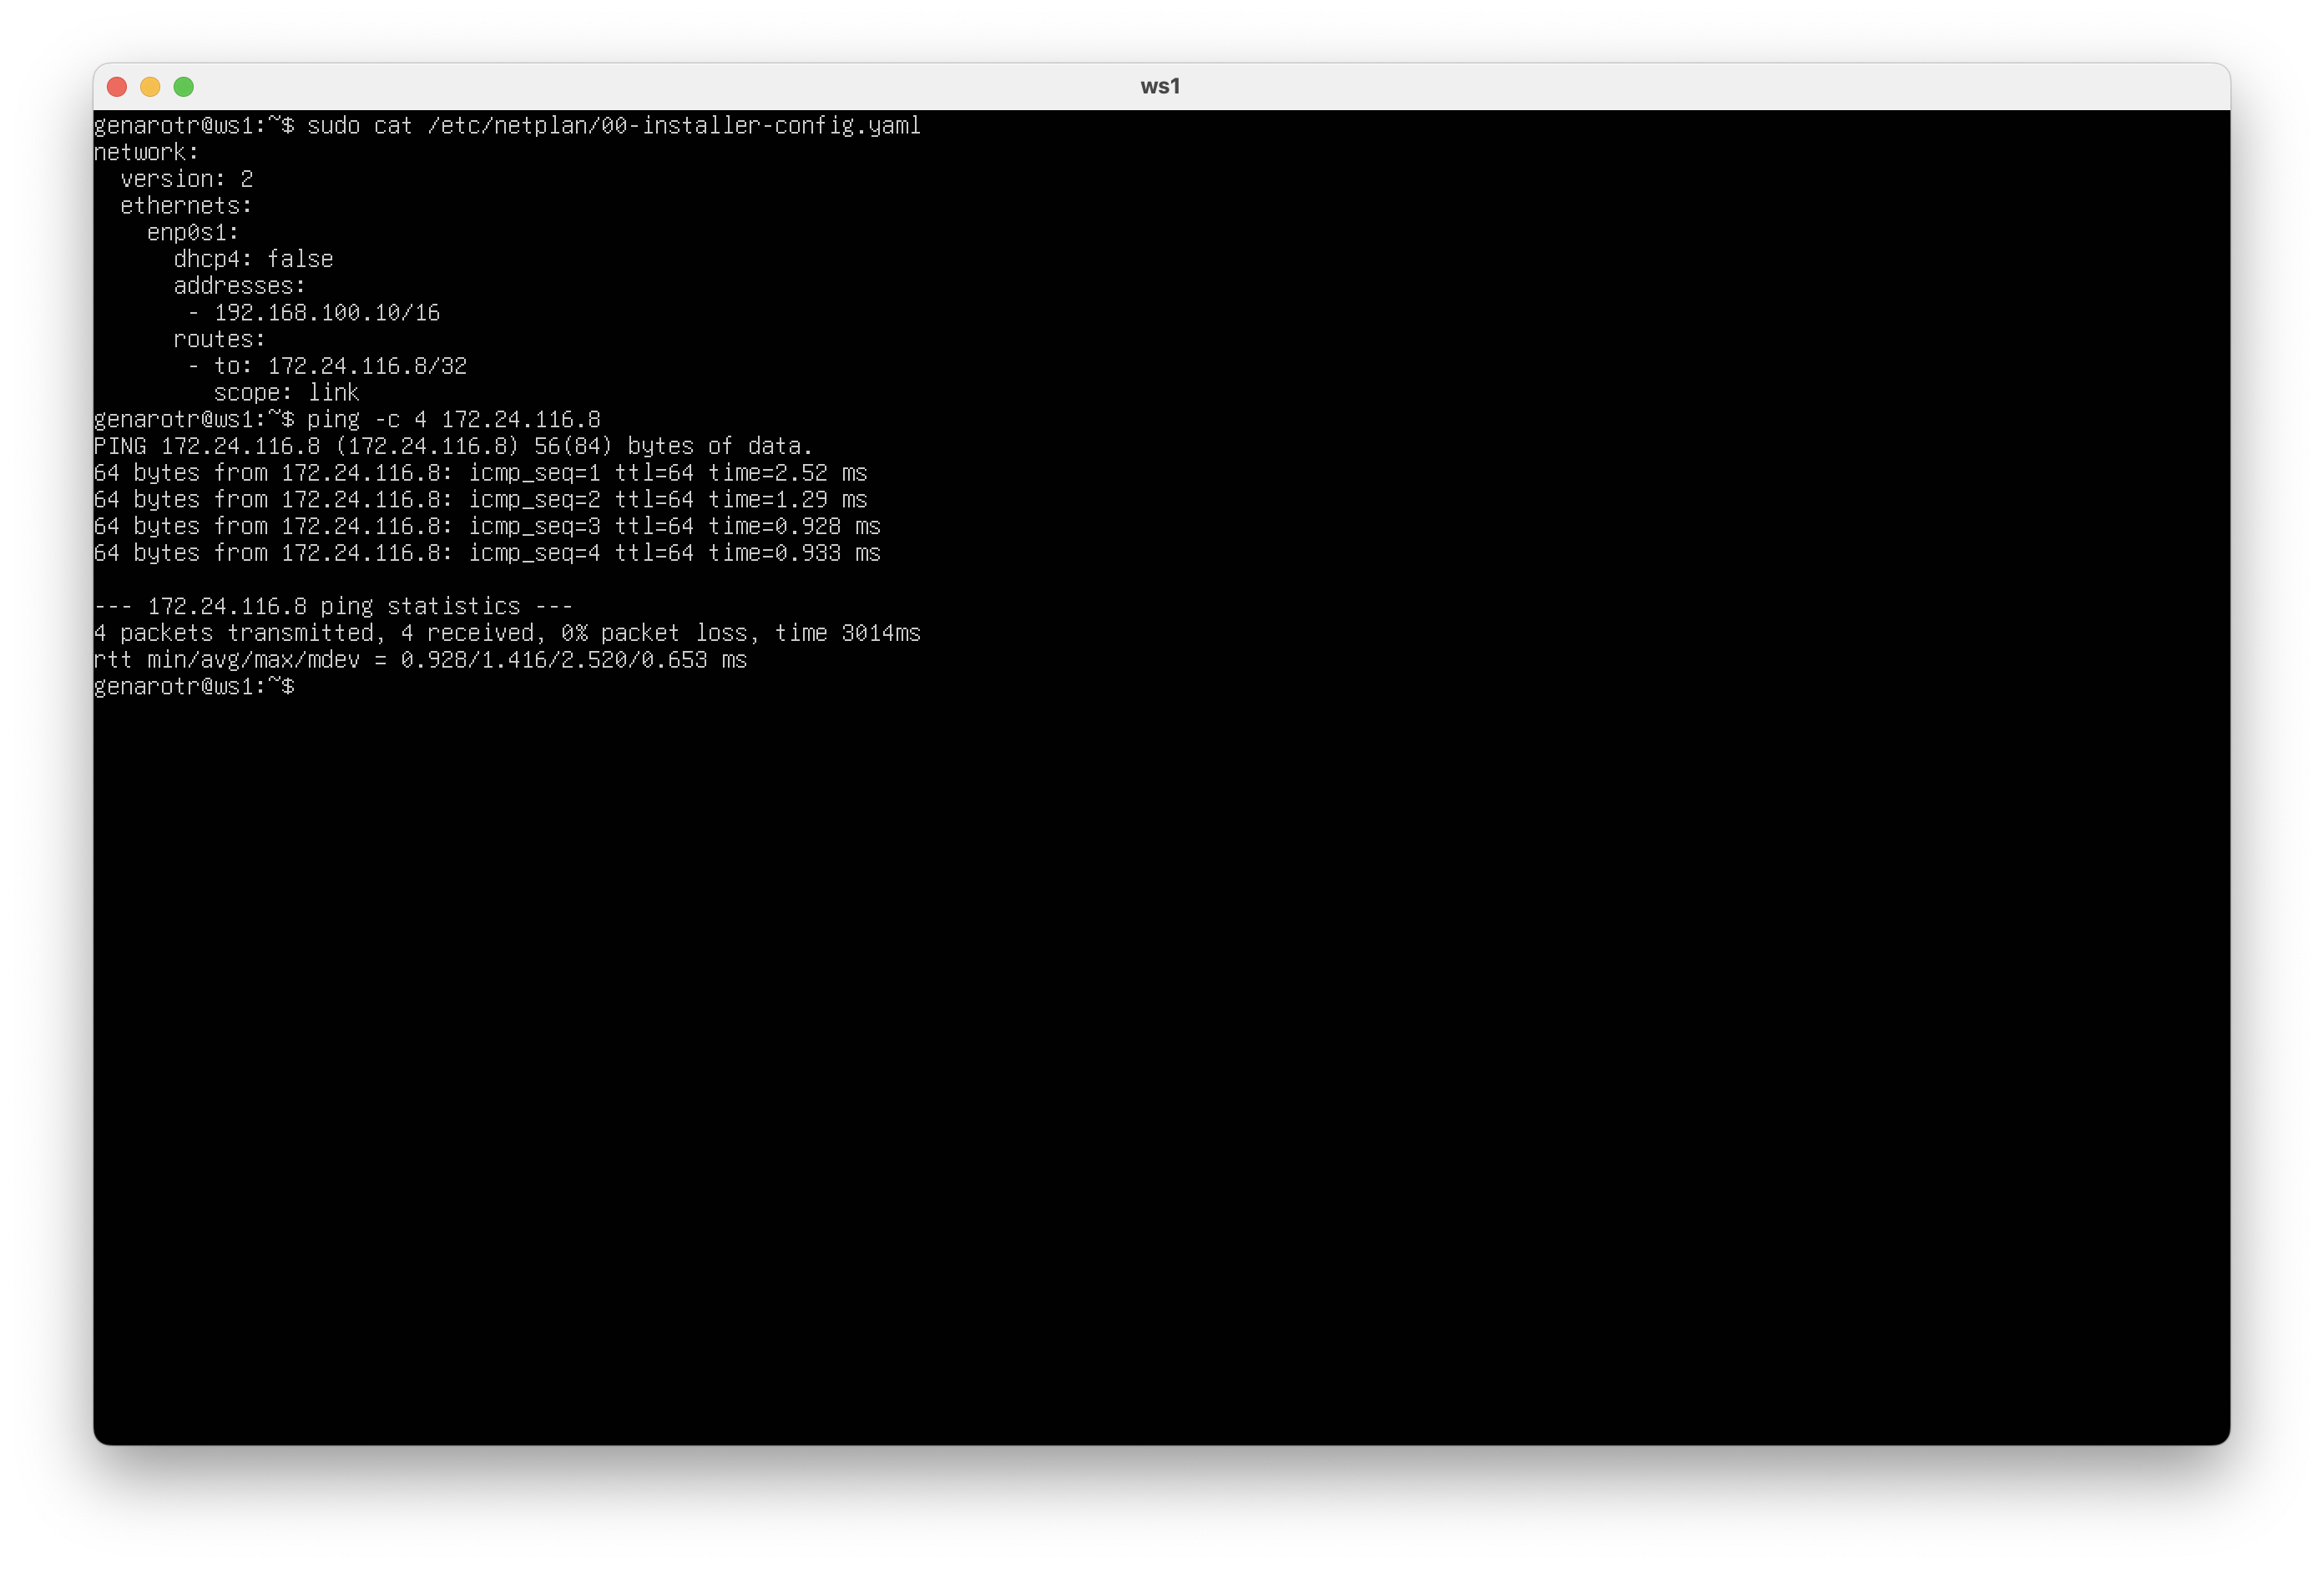 ws1
genarotr@ws1:~$ sudo cat /etc/netplan/00-installer-config.yaml
network:
  version: 2
  ethernets:
    enp0s1:
      dhcp4: false
      addresses:
       - 192.168.100.10/16
      routes:
       - to: 172.24.116.8/32
         scope: link
genarotr@ws1:~$ ping -c 4 172.24.116.8
PING 172.24.116.8 (172.24.116.8) 56(84) bytes of data.
64 bytes from 172.24.116.8: icmp_seq=1 ttl=64 time=2.52 ms
64 bytes from 172.24.116.8: icmp_seq=2 ttl=64 time=1.29 ms
64 bytes from 172.24.116.8: icmp_seq=3 ttl=64 time=0.928 ms
64 bytes from 172.24.116.8: icmp_seq=4 ttl=64 time=0.933 ms

--- 172.24.116.8 ping statistics ---
4 packets transmitted, 4 received, 0% packet loss, time 3014ms
rtt min/avg/max/mdev = 0.928/1.416/2.520/0.653 ms
genarotr@ws1:~$